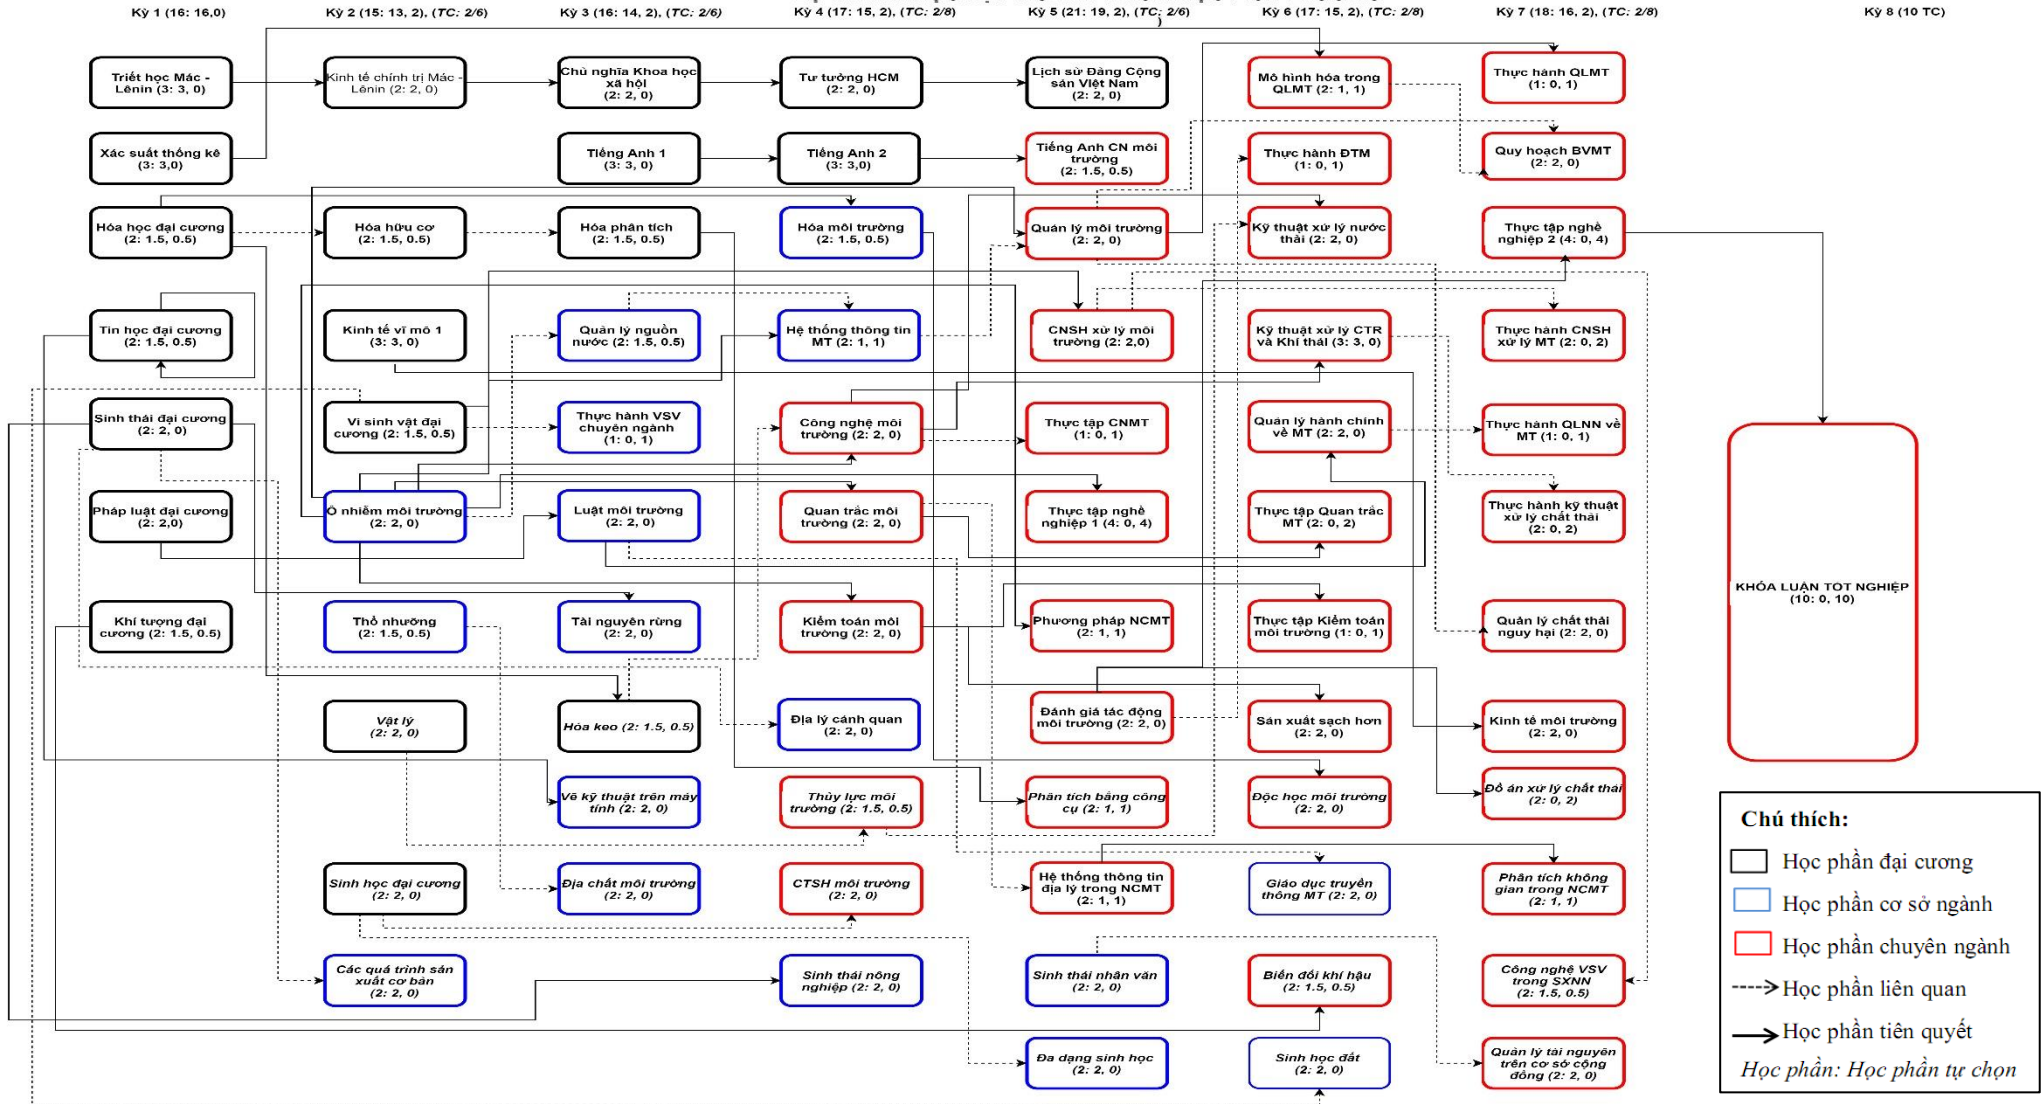 Kỳ 1 (16: 16,0)
Kỳ 2 (15: 13, 2), (TC: 2/6)
Kỳ 3 (16: 14, 2), (TC: 2/6)
Kỳ 4 (17: 15, 2), (TC: 2/8)
Kỳ 5 (21: 19, 2), (TC: 2/6)
)
Kỳ 6 (17: 15, 2), (TC: 2/8)
Kỳ 7 (18: 16, 2), (TC: 2/8)
Kỳ 8 (10 TC)
Triết học Mác -
Lênin (3: 3, 0)
Kinh tế chính trị Mác -
Lênin (2: 2, 0)
Chủ nghĩa Khoa học
xã hội
(2: 2, 0)
Tư tưởng HCM
(2: 2, 0)
Lịch sử Đảng Cộng
sản Việt Nam
(2: 2, 0)
Mô hình hóa trong
QLMT (2: 1, 1)
Thực hành QLMT
(1: 0, 1)
Xác suất thống kê
(3: 3,0)
Tiếng Anh 1
(3: 3, 0)
Tiếng Anh 2
(3: 3, 0)
Tiếng Anh CN môi
trường
(2: 1.5, 0.5)
Thực hành ĐTM
(1: 0, 1)
Quy hoạch BVMT
(2: 2, 0)
Hóa học đại cương
(2: 1.5, 0.5)
Hóa hữu cơ
(2: 1.5, 0.5)
Hóa phân tích
(2: 1.5, 0.5)
Hóa môi trường
(2: 1.5, 0.5)
Quản lý môi trường
(2: 2, 0)
Kỹ thuật xử lý nước
thải (2: 2, 0)
Thực tập nghề
nghiệp 2 (4: 0, 4)
Tin học đại cương
(2: 1.5, 0.5)
Kinh tế vĩ mô 1
(3: 3, 0)
Quản lý nguồn
nước (2: 1.5, 0.5)
Hệ thống thông tin
MT (2: 1, 1)
CNSH xử lý môi
trường (2: 2,0)
Kỹ thuật xử lý CTR
và Khí thải (3: 3, 0)
Thực hành CNSH
xử lý MT (2: 0, 2)
Sinh thái đại cương
(2: 2, 0)
Vi sinh vật đại
cương (2: 1.5, 0.5)
Thực hành VSV
chuyên ngành
(1: 0, 1)
Công nghệ môi
trường (2: 2, 0)
Thực tập CNMT
(1: 0, 1)
Quản lý hành chính
về MT (2: 2, 0)
Thực hành QLNN về
MT (1: 0, 1)
Pháp luật đại cương
(2: 2,0)
Ô nhiễm môi trường
(2: 2, 0)
Luật môi trường
(2: 2, 0)
Quan trắc môi
trường (2: 2, 0)
Thực tập nghề
nghiệp 1 (4: 0, 4)
Thực tập Quan trắc
MT (2: 0, 2)
Thực hành kỹ thuật
xử lý chất thải
(2: 0, 2)
Khí tượng đại
cương (2: 1.5, 0.5)
Thổ nhưỡng
(2: 1.5, 0.5)
Tài nguyên rừng
(2: 2, 0)
Kiểm toán môi
trường (2: 2, 0)
Phương pháp NCMT
(2: 1, 1)
Thực tập Kiểm toán
môi trường (1: 0, 1)
Quản lý chất thải
nguy hại (2: 2, 0)
KHÓA LUẬN TỐT NGHIỆP
(10: 0, 10)
Vật lý
(2: 2, 0)
Hóa keo (2: 1.5, 0.5)
Địa lý cảnh quan
(2: 2, 0)
Đánh giá tác động
môi trường (2: 2, 0)
Sản xuất sạch hơn
(2: 2, 0)
Kinh tế môi trường
(2: 2, 0)
Vẽ kỹ thuật trên máy
tính (2: 2, 0)
Thủy lực môi
trường (2: 1.5, 0.5)
Phân tích bằng công
cụ (2: 1, 1)
Độc học môi trường
(2: 2, 0)
Đồ án xử lý chất thải
(2: 0, 2)
Sinh học đại cương
(2: 2, 0)
Địa chất môi trường
(2: 2, 0)
CTSH môi trường
(2: 2, 0)
Hệ thống thông tin
địa lý trong NCMT
(2: 1, 1)
Giáo dục truyền
thông MT (2: 2, 0)
Phân tích không
gian trong NCMT
(2: 1, 1)
Các quá trình sản
xuất cơ bản
(2: 2, 0)
Sinh thái nông
nghiệp (2: 2, 0)
Sinh thái nhân văn
(2: 2, 0)
Biến đổi khí hậu
(2: 1.5, 0.5)
Công nghệ VSV
trong SXNN
(2: 1.5, 0.5)
Đa dạng sinh học
(2: 2, 0)
Sinh học đất
(2: 2, 0)
Quản lý tài nguyên
trên cơ sở cộng
đồng (2: 2, 0)
Chú thích:
Học phần đại cương
Học phần cơ sở ngành
Học phần chuyên ngành
Học phần liên quan
Học phần tiên quyết
Học phần: Học phần tự chọn